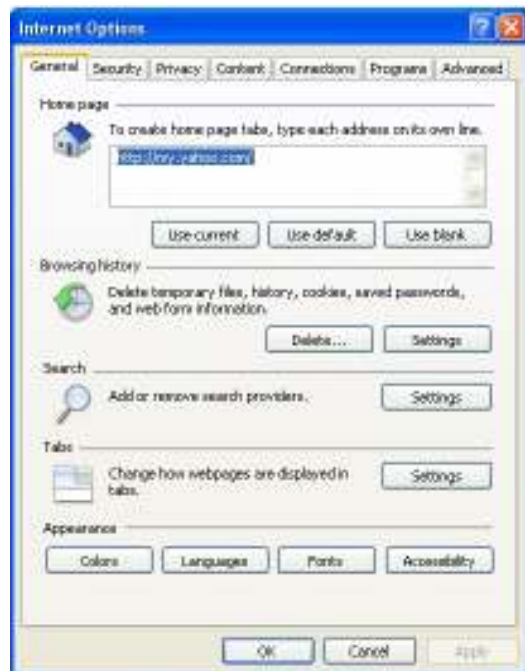 Internet Options
General Security Privacy Content Connections Programs Advanced
Home page
To create home page tabs, type each address on its own line.
http://my.yahoo.com/
Use current Use default Use blank
Browsing history
Delete temporary files, history, cookies, saved passwords,
and web form information.
Delete... Settings
Search
Add or remove search providers. Settings
Tabs
Change how webpages are displayed in
tabs.
Settings
Appearance
Colors Languages Fonts Accessibility
OK Cancel Apply